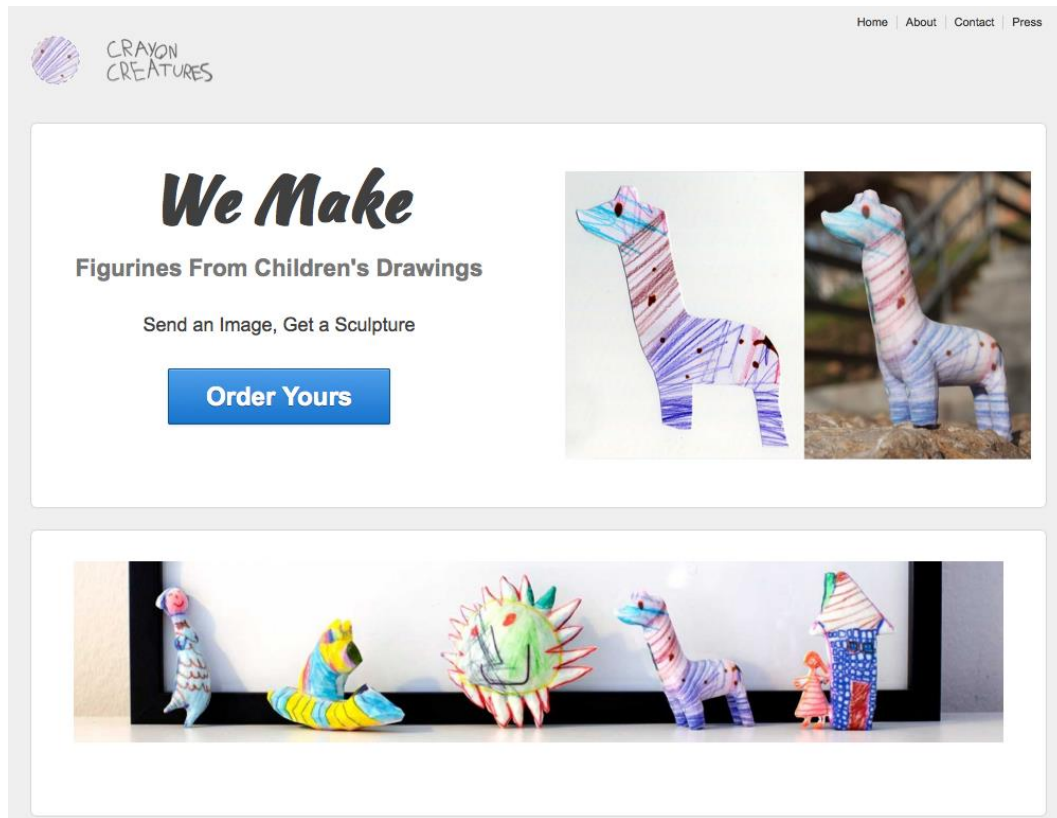 Home About Contact Press
CRAYON
CREATURES
We Make
Figurines From Children's Drawings
Send an Image, Get a Sculpture
Order Yours